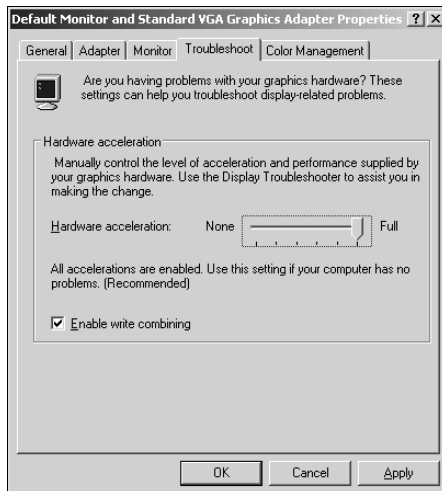 Default Monitor and Standard VGA Graphics Adapter Properties ? X
General Adapter Monitor Troubleshoot Color Management
Are you having problems with your graphics hardware? These
settings can help you troubleshoot display-related problems.
Hardware acceleration
Manually control the level of acceleration and performance supplied by
your graphics hardware. Use the Display Troubleshooter to assist you in
making the change.
Hardware acceleration: None Full
All accelerations are enabled. Use this setting if your computer has no
problems. (Recommended)
Enable write combining
OK Cancel Apply